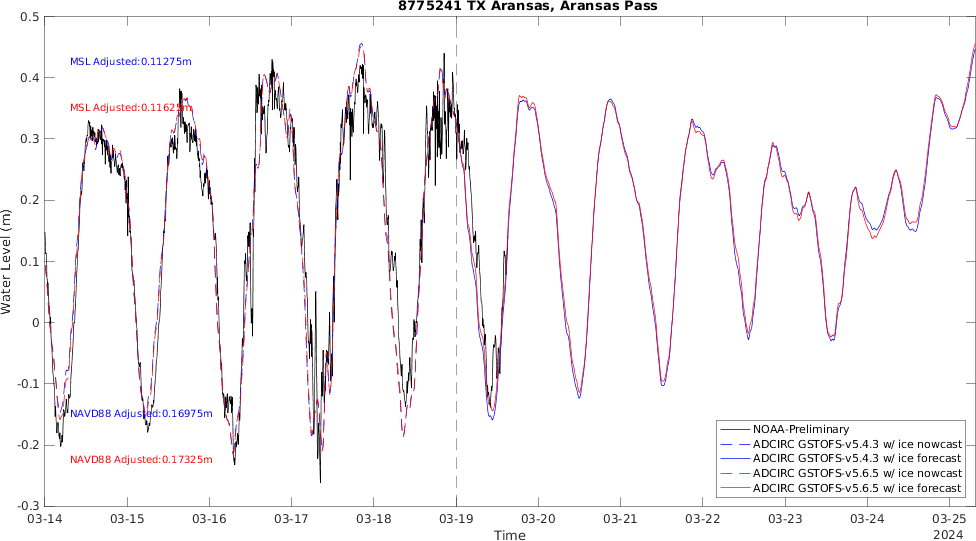 8775241 TX Aransas, Aransas Pass
0.5
0.4
0.3
0.2
0.1
0
-0.1
-0.2
-0.3
Water Level (m)
MSL Adjusted:0.11275m
MSL Adjusted:0.11625m
NAVD88 Adjusted:0.16975m
NAVD88 Adjusted:0.17325m
NOAA-Preliminary
ADCIRC GSTOFS-v5.4.3 w/ ice nowcast
ADCIRC GSTOFS-v5.4.3 w/ ice forecast
ADCIRC GSTOFS-v5.6.5 w/ ice nowcast
ADCIRC GSTOFS-v5.6.5 w/ ice forecast
03-14 03-15 03-16 03-17 03-18 03-19 03-20 03-21 03-22 03-23 03-24 03-25
2024
Time